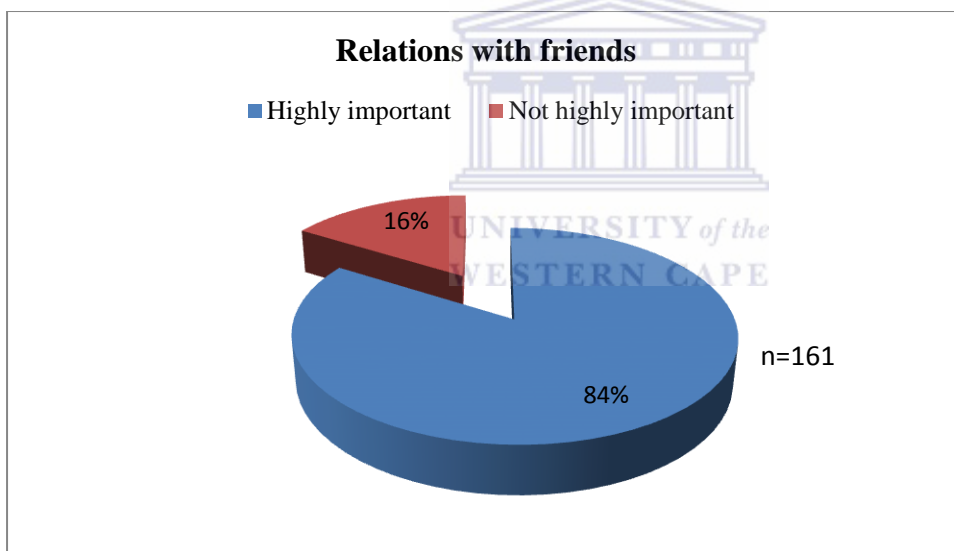 Relations with friends
Highly important Not highly important
16%
UNIVERSITY of the
WESTERN CAPE
n=161
84%